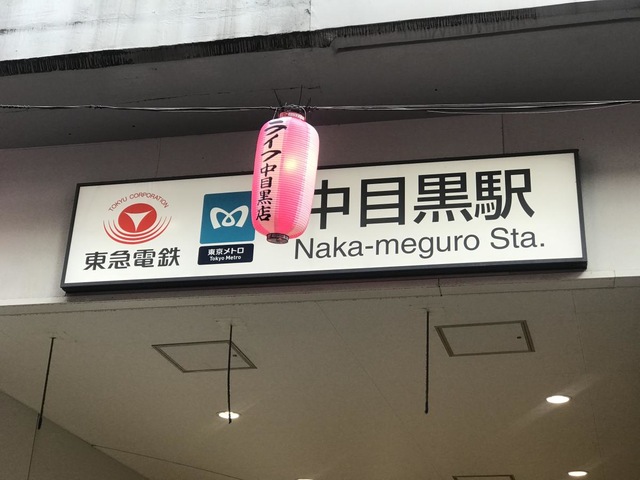 TOKYU CORPORATION
東急電鉄
東京メトロ
Tokyo Metro
ライフ中目黒店
中目黒駅
Naka-meguro Sta.